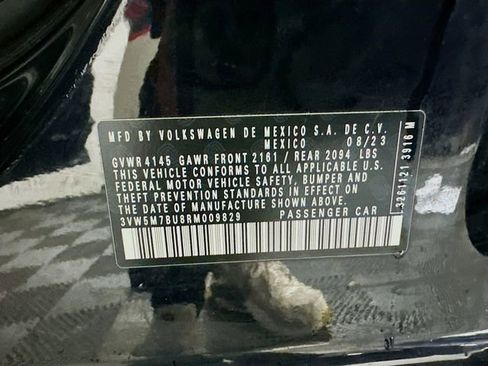 MFD BY VOLKSWAGEN DE MEXICO S.A. DE C.V.
MEXICO 08/23
GVWR 4145 GAWR FRONT 2161 / REAR 2094 LBS
THIS VEHICLE CONFORMS TO ALL APPLICABLE U.S.
FEDERAL MOTOR VEHICLE SAFETY, BUMPER AND
THEFT PREVENTION STANDARDS IN EFFECT ON
THE DATE OF MANUFACTURE SHOWN ABOVE.
3VW5M7BU8RM009829 PASSENGER CAR
3261121 3916 M